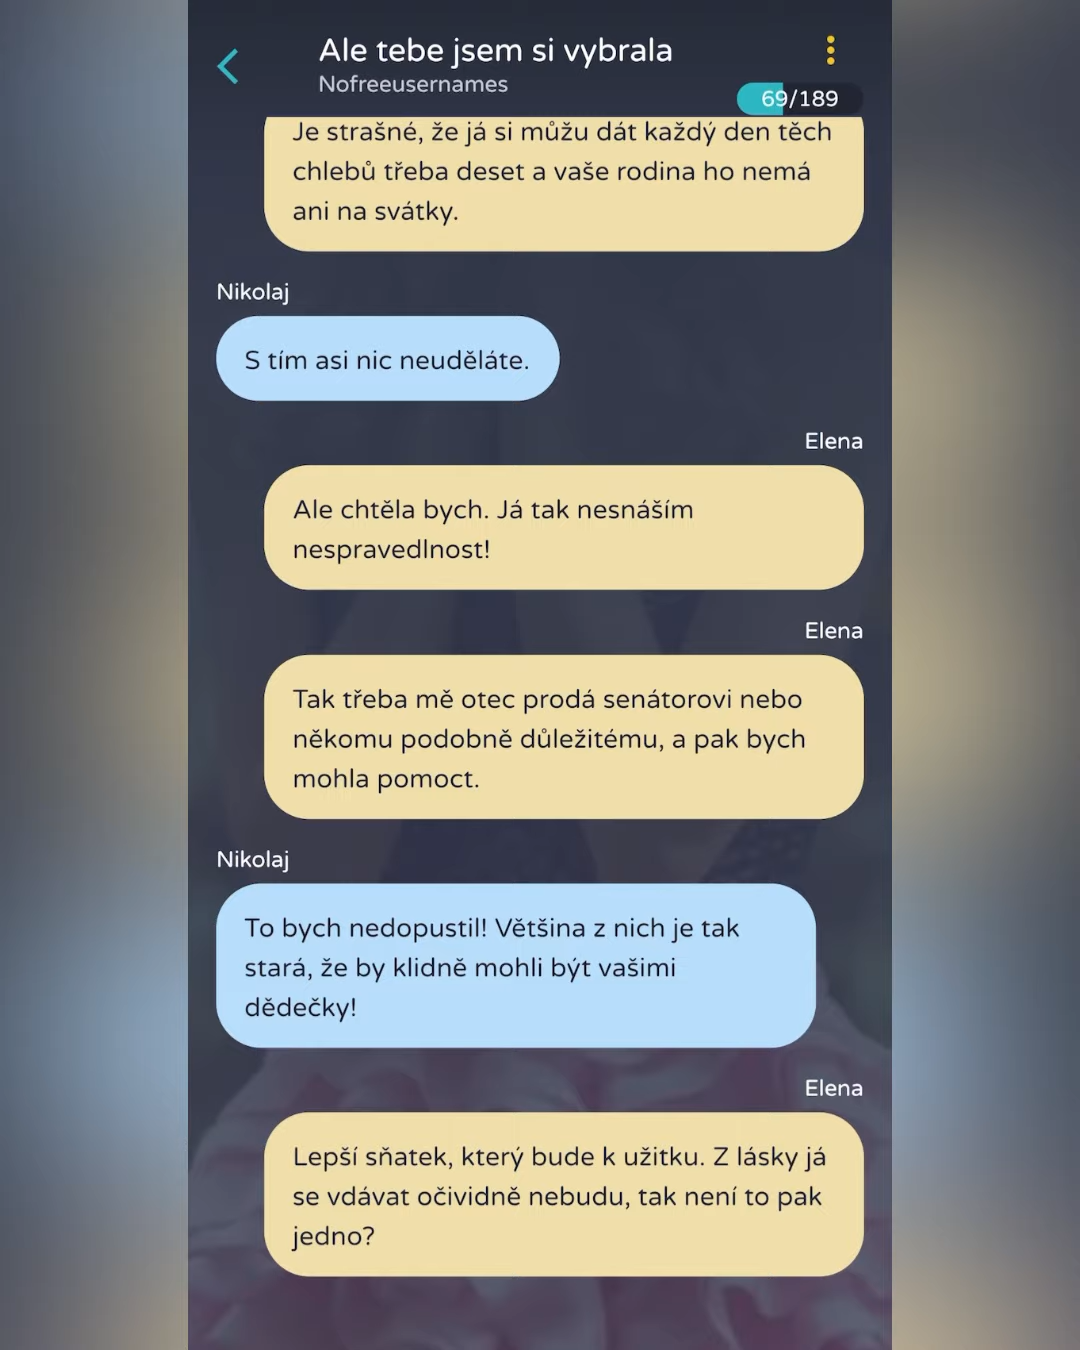 Ale tebe jsem si vybrala
Nofreeusernames
69/189
Je strašné, že já si můžu dát každý den těch
chlebů třeba deset a vaše rodina ho nemá
ani na svátky.
Nikolaj
S tím asi nic neuděláte.
Elena
Ale chtěla bych. Já tak nesnáším
nespravedlnost!
Elena
Tak třeba mě otec prodá senátorovi nebo
někomu podobně důležitému, a pak bych
mohla pomoct.
Nikolaj
To bych nedopustil! Většina z nich je tak
stará, že by klidně mohli být vašimi
dědečky!
Elena
Lepší sňatek, který bude k užitku. Z lásky já
se vdávat očividně nebudu, tak není to pak
jedno?